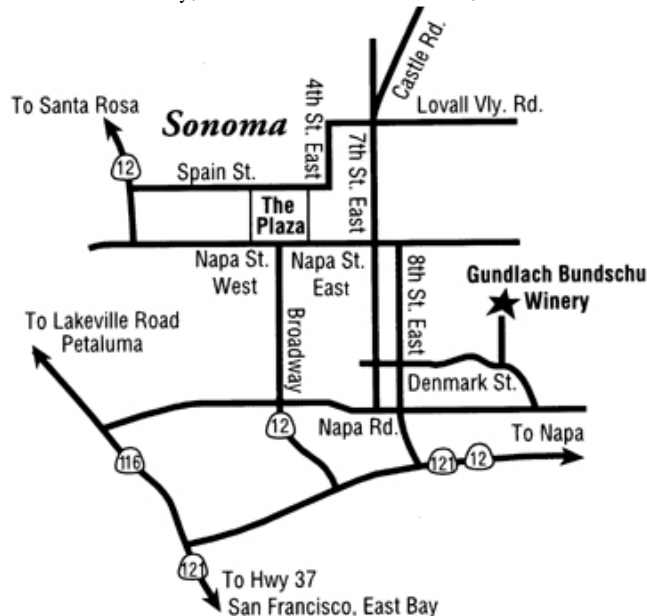 Castle Rd.
To Santa Rosa
Sonoma
4th St. East
Lovall Vly. Rd.
7th St. East
12
Spain St.
The
Plaza
Napa St.
West
Napa St.
East
8th St. East
Gundlach Bundschu
Winery
To Lakeville Road
Petaluma
Broadway
Denmark St.
12
Napa Rd.
To Napa
116
121
12
121
To Hwy 37
San Francisco, East Bay